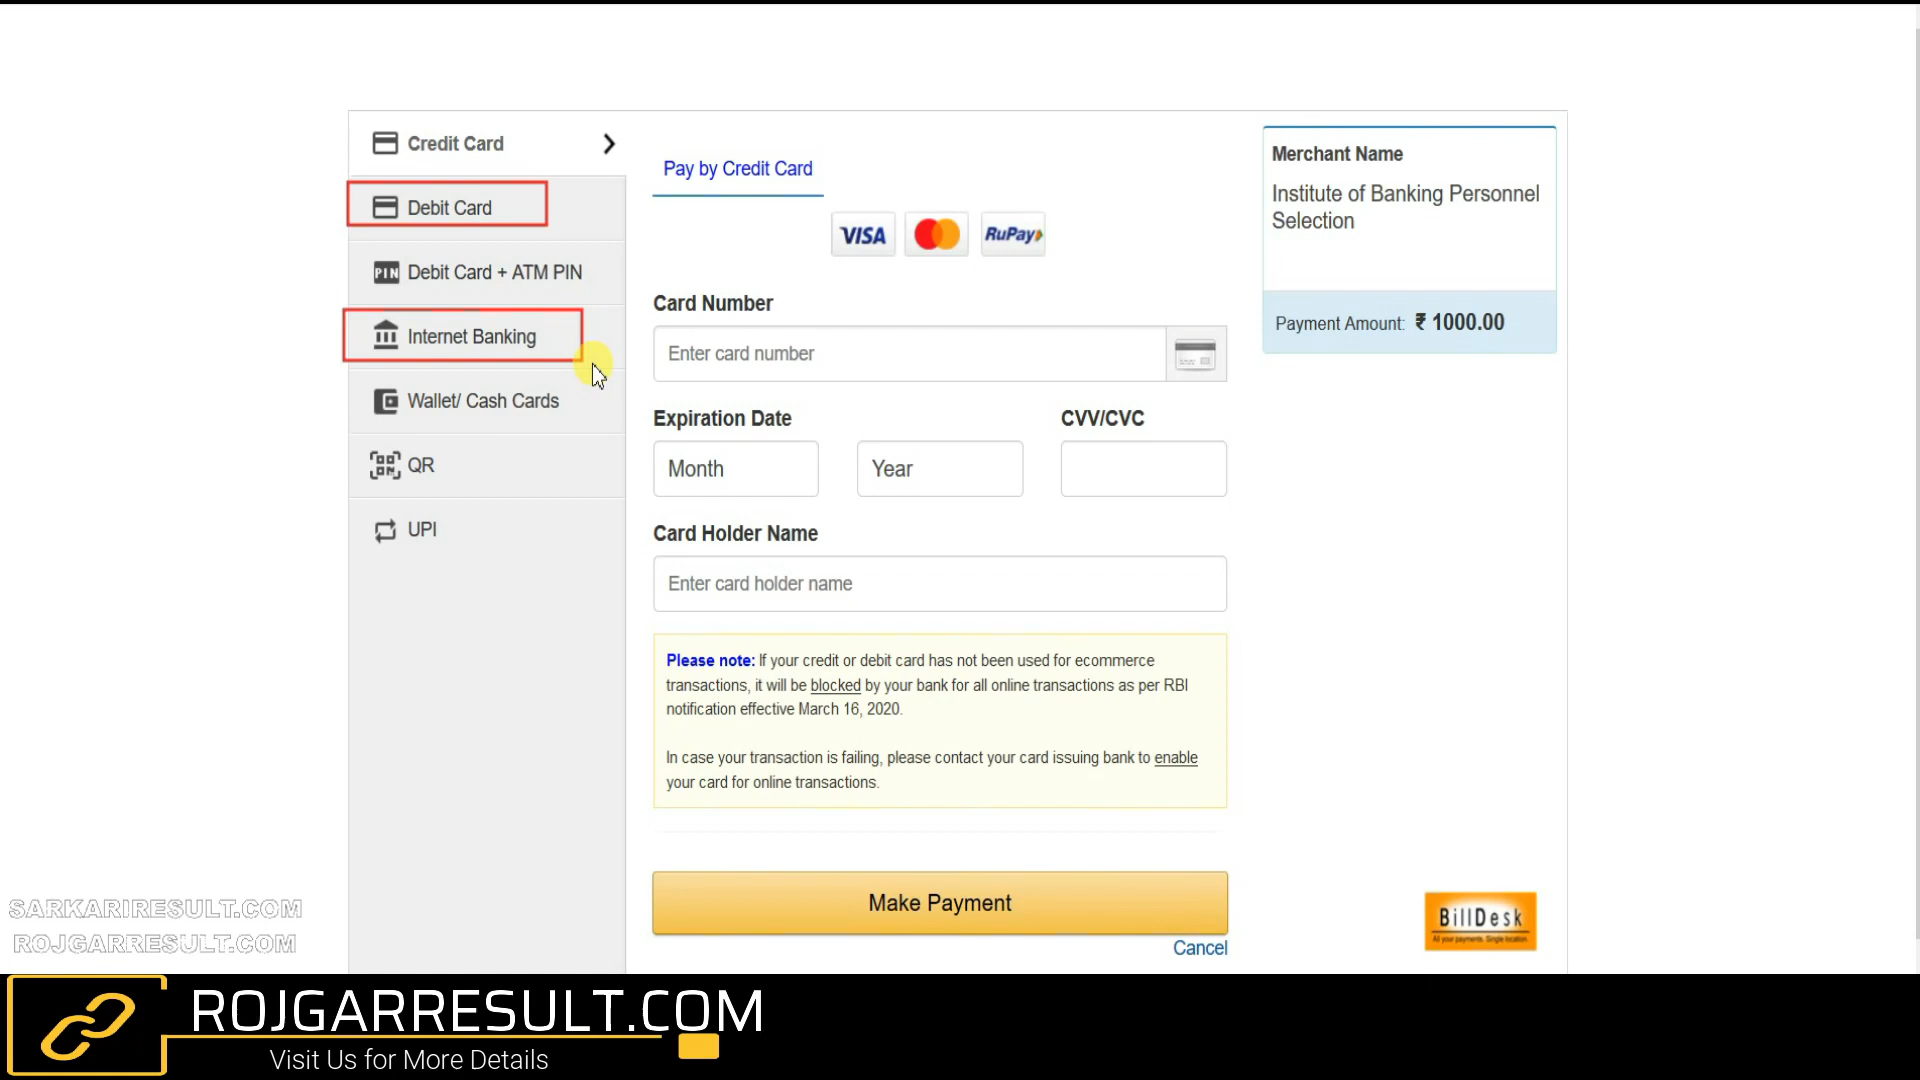 Credit Card
Debit Card
PIN Debit Card + ATM PIN
Internet Banking
Wallet/ Cash Cards
QR
UPI
Pay by Credit Card
VISA
RuPay
Card Number
Enter card number
Expiration Date
CVV/CVC
Month
Year
Card Holder Name
Enter card holder name
Please note: If your credit or debit card has not been used for ecommerce
transactions, it will be blocked by your bank for all online transactions as per RBI
notification effective March 16, 2020.
In case your transaction is failing, please contact your card issuing bank to enable
your card for online transactions.
Make Payment
Cancel
Merchant Name
Institute of Banking Personnel
Selection
Payment Amount: ₹ 1000.00
BillDesk
All your payments. Single location.
SARKARIRESULT.COM
ROJGARRESULT.COM
ROJGARRESULT.COM
Visit Us for More Details